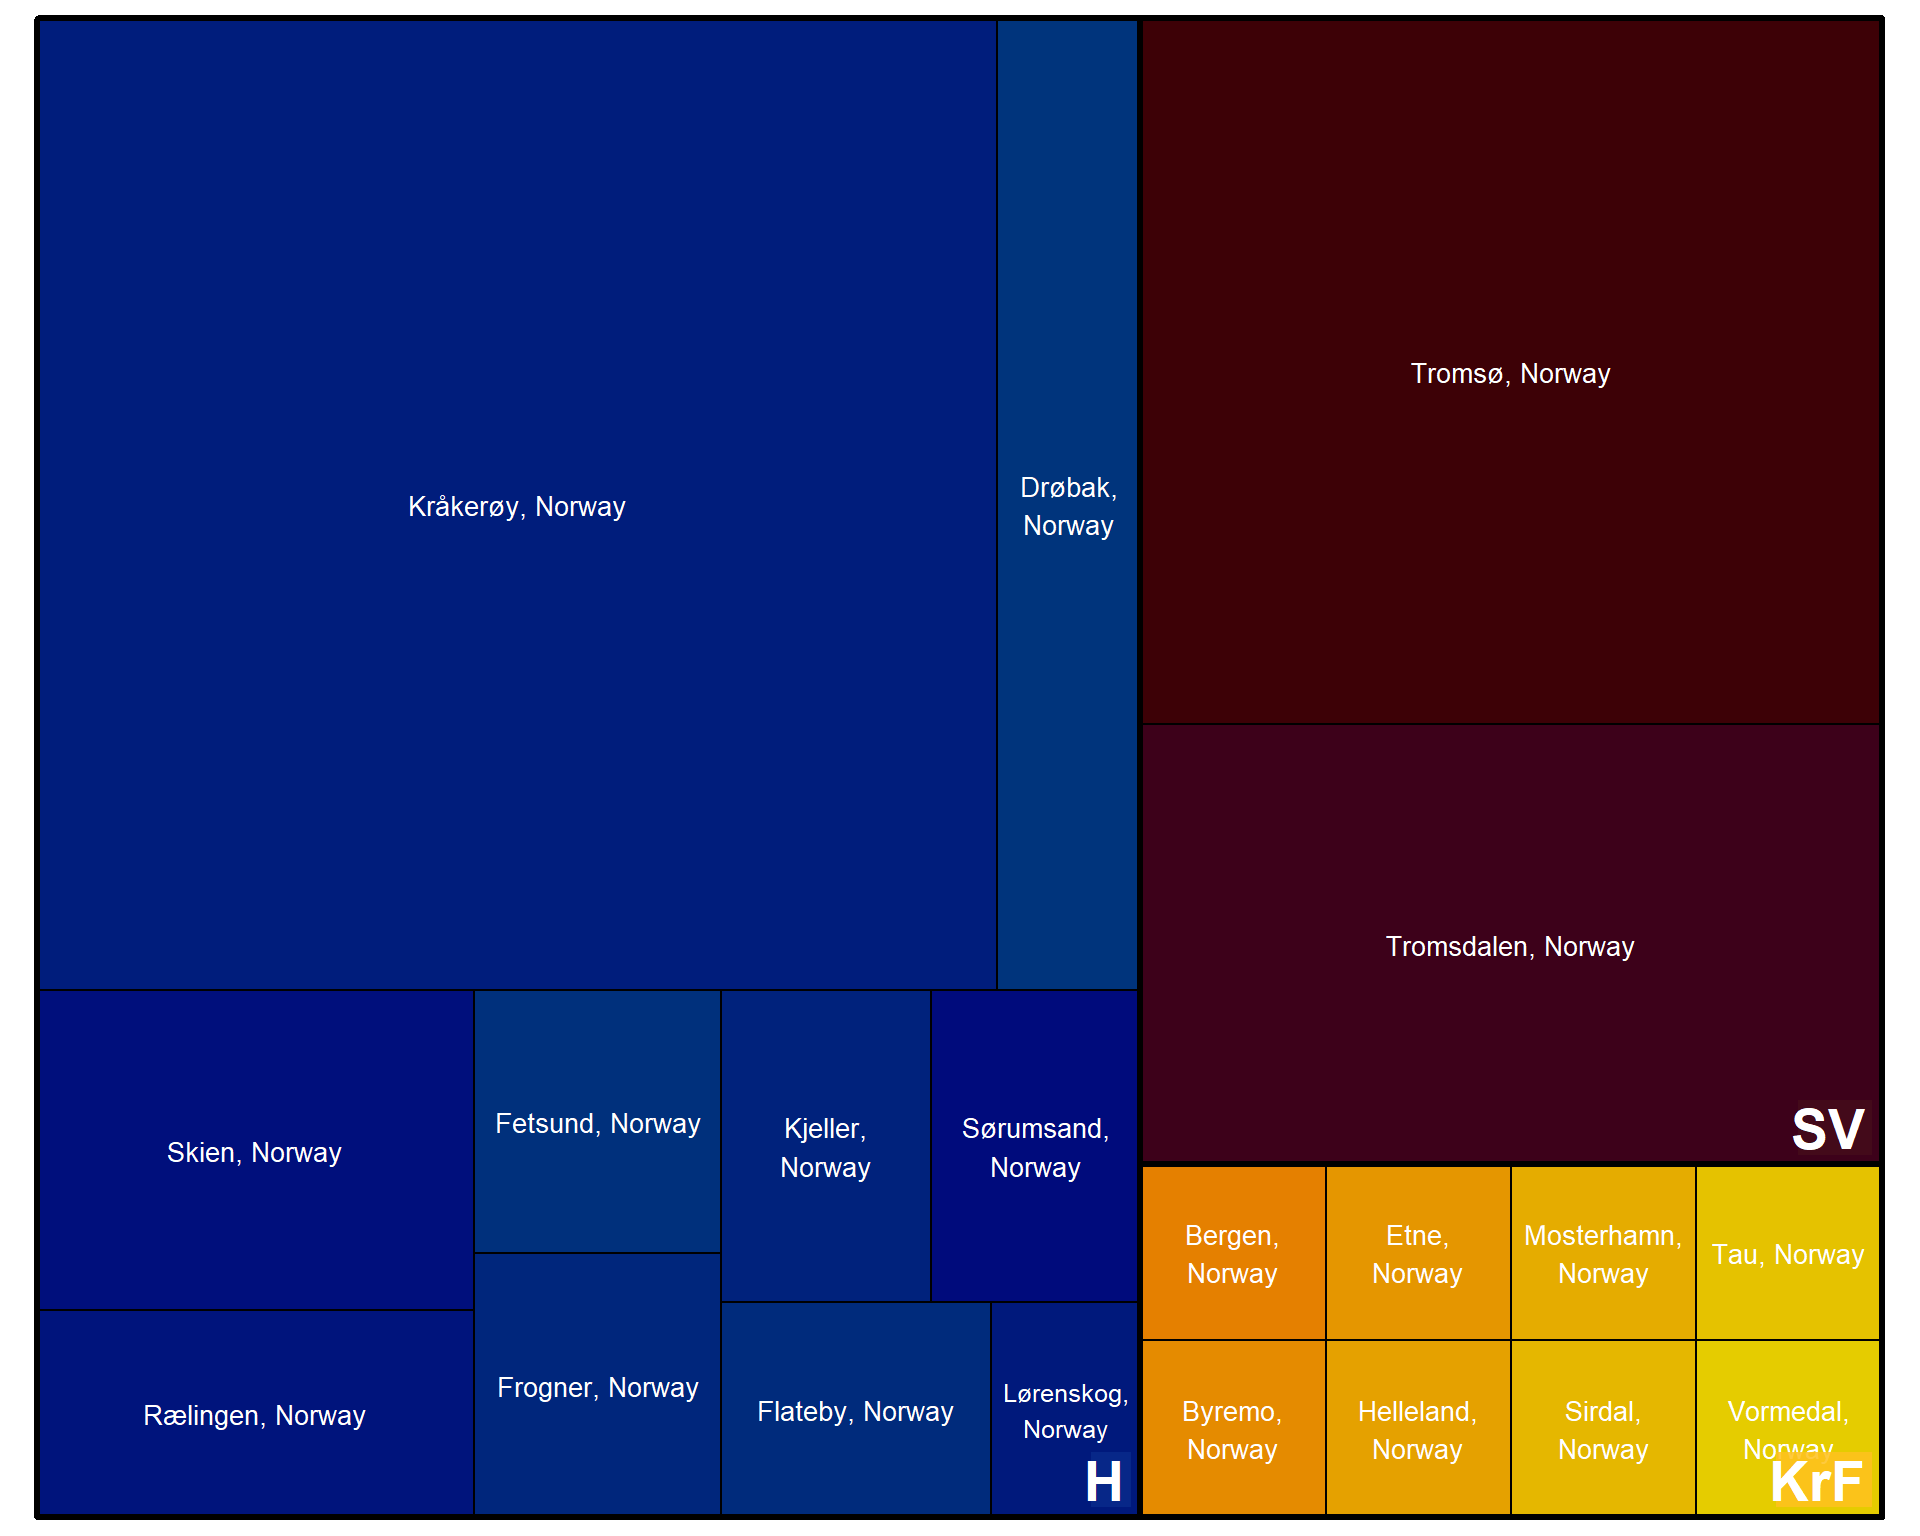 Kråkerøy, Norway
Drøbak,
Norway
Skien, Norway
Rælingen, Norway
Fetsund, Norway
Frogner, Norway
Kjeller,
Norway
Sørumsand,
Norway
Flateby, Norway
Lørenskog,
Norway
H
Tromsø, Norway
Tromsdalen, Norway
SV
Bergen,
Norway
Etne,
Norway
Mosterhamn,
Norway
Tau, Norway
Byremo,
Norway
Helleland,
Norway
Sirdal,
Norway
Vormedal,
Norway
KrF